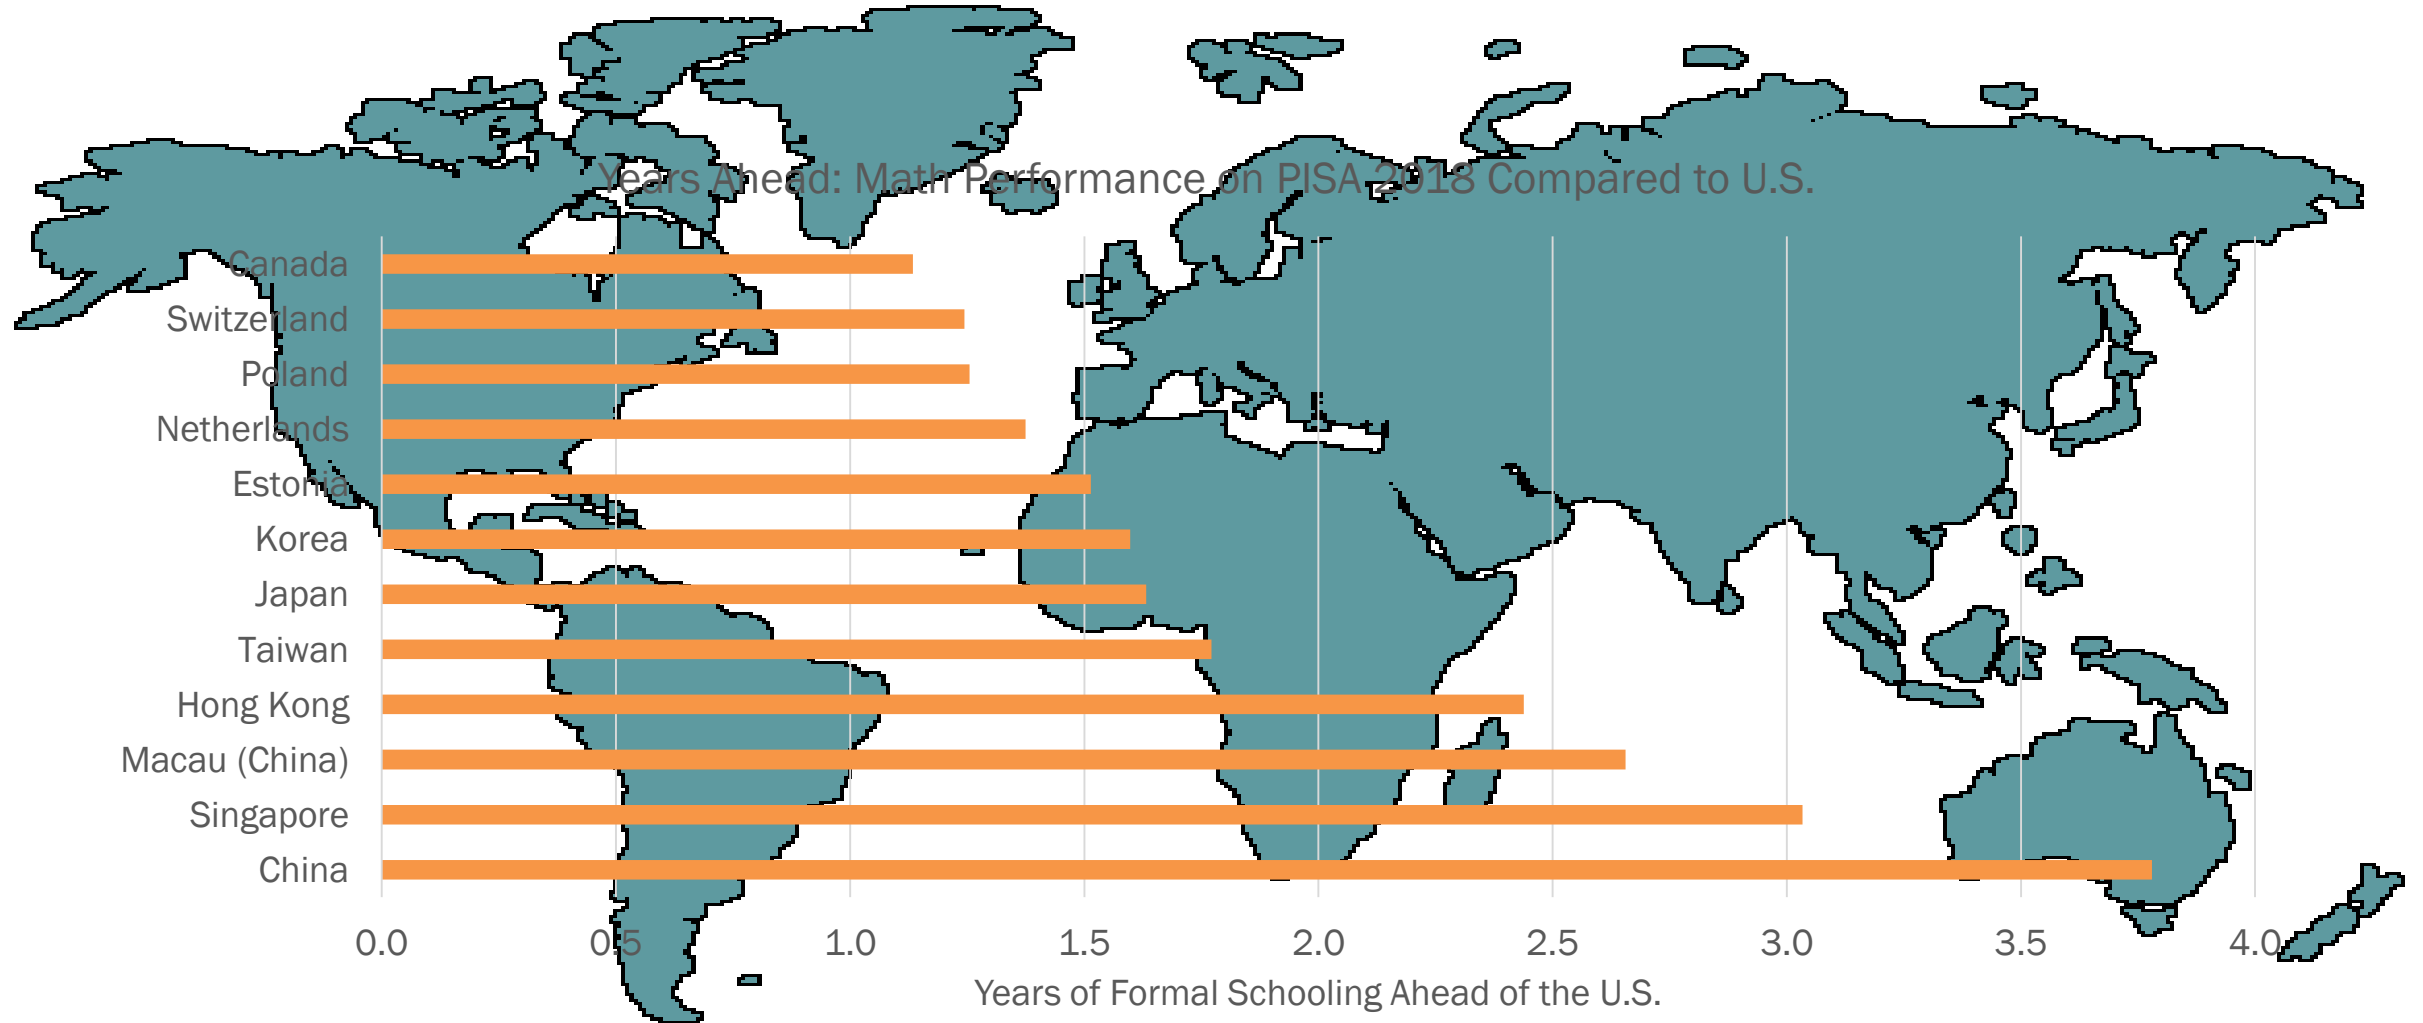 Years Ahead: Math Performance on PISA 2018 Compared to U.S.
Canada
Switzerland
Poland
Netherlands
Estonia
Korea
Japan
Taiwan
Hong Kong
Macau (China)
Singapore
China
0.0 0.5 1.0 1.5 2.0 2.5 3.0 3.5 4.0
Years of Formal Schooling Ahead of the U.S.